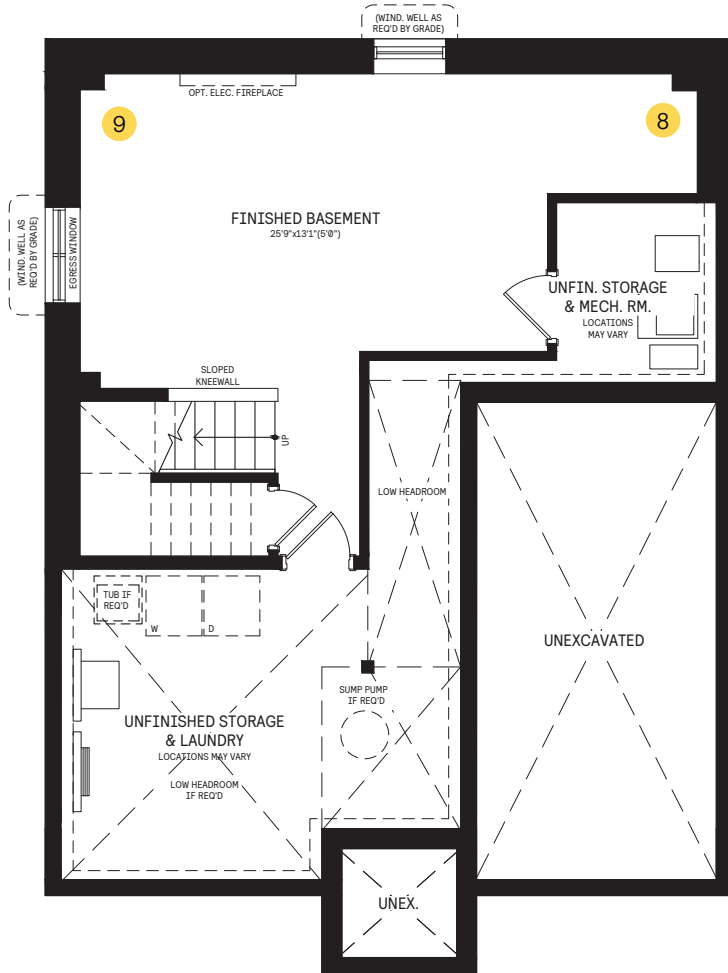 (WIND. WELL AS
REQ'D BY GRADE)
OPT. ELEC. FIREPLACE
9
8
(WIND. WELL AS
REQ'D BY GRADE)
EGRESS WINDOW
FINISHED BASEMENT
25'9"x13'1"(5'0")
UNFIN. STORAGE
& MECH. RM.
LOCATIONS
MAY VARY
SLOPED
KNEEWALL
UP
LOW HEADROOM
TUB IF
REQ'D
W
D
UNEXCAVATED
SUMP PUMP
IF REQ'D
UNFINISHED STORAGE
& LAUNDRY
LOCATIONS MAY VARY
LOW HEADROOM
IF REQ'D
UNEX.